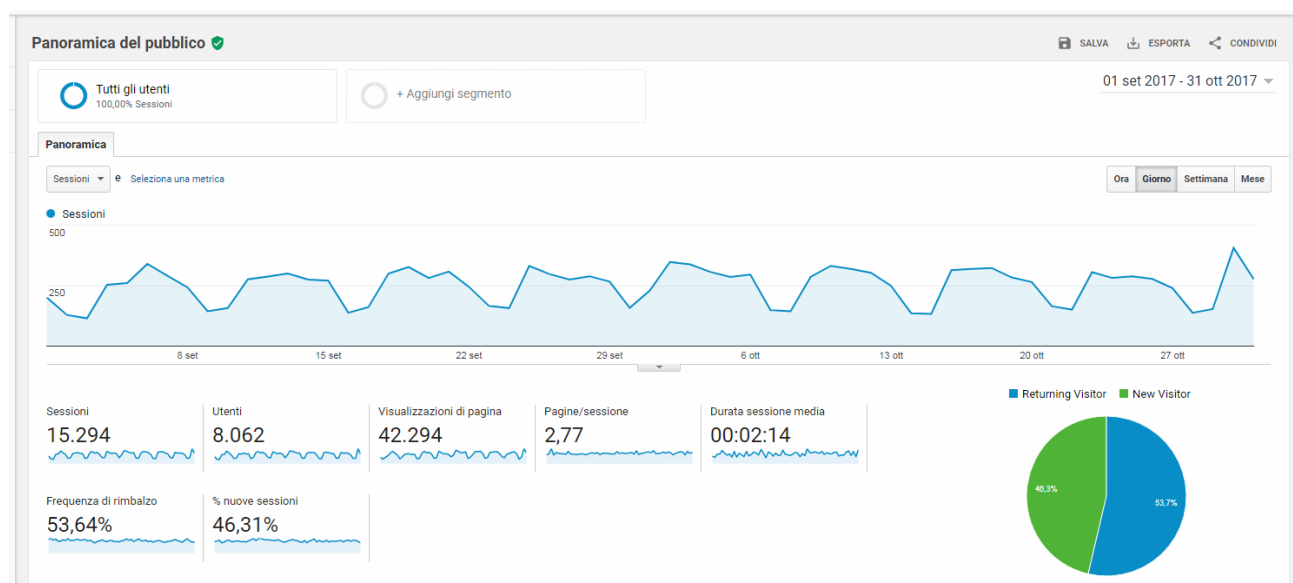 Panoramica del pubblico
SALVA ESPORTA CONDIVIDI
Tutti gli utenti
100,00% Sessioni
+ Aggiungi segmento
01 set 2017 - 31 ott 2017
Panoramica
Sessioni e Seleziona una metrica
Ora Giorno Settimana Mese
Sessioni
500
250
8 set 15 set 22 set 29 set 6 ott 13 ott 20 ott 27 ott
Returning Visitor New Visitor
Sessioni Utenti Visualizzazioni di pagina Pagine/sessione Durata sessione media
15.294 8.062 42.294 2,77 00:02:14
46,3% 53,7%
Frequenza di rimbalzo % nuove sessioni
53,64% 46,31%